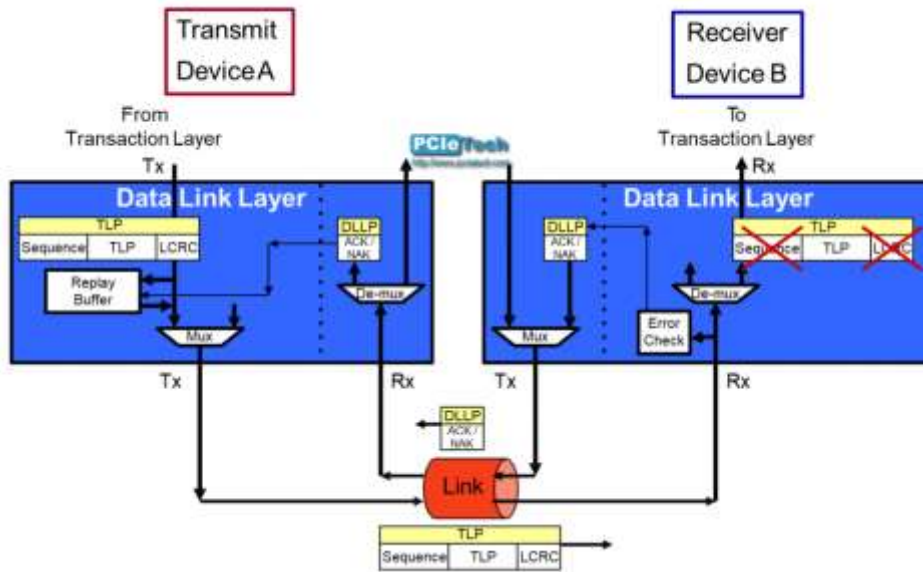 Transmit
Device A
Receiver
Device B
From
Transaction Layer
To
Transaction Layer
PCIeTech
Tx
Rx
Data Link Layer
Data Link Layer
TLP
Sequence TLP LCRC
DLLP
ACK /
NAK
DLLP
ACK /
NAK
TLP
Sequence TLP LCRC
Replay
Buffer
De-mux
De-mux
Error
Check
Mux
Mux
Tx
Rx
Tx
Rx
DLLP
ACK /
NAK
Link
TLP
Sequence TLP LCRC